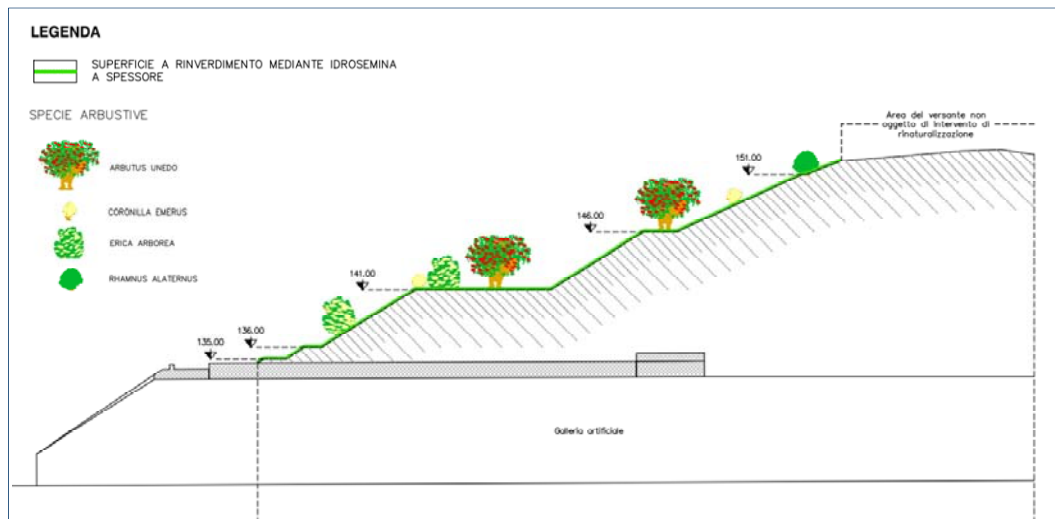 LEGENDA
SUPERFICIE A RINVERDIMENTO MEDIANTE IDROSEMINA
A SPESSORE
SPECIE ARBUSTIVE
ARBUTUS UNEDO
CORONILLA EMERUS
ERICA ARBOREA
RHAMNUS ALATERNUS
Area del versante non
oggetto di intervento di
rinaturalizzazione
151.00
146.00
141.00
136.00
135.00
Galleria artificiale